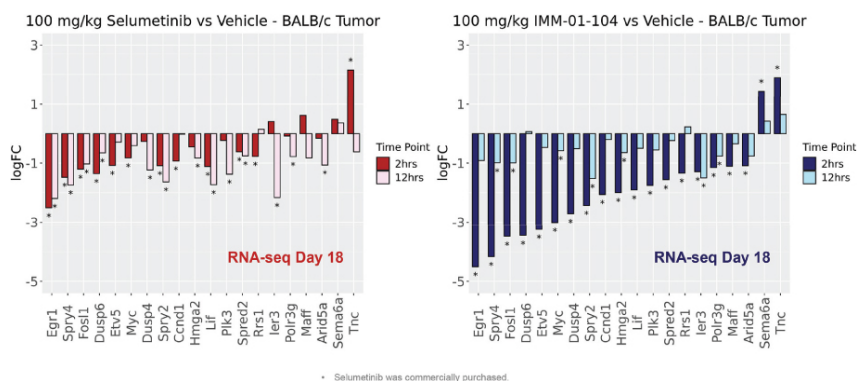 100 mg/kg Selumetinib vs Vehicle - BALB/c Tumor
3
1
-1
-3
-5
logFC
Time Point
2hrs
12hrs
RNA-seq Day 18
Egr1
Spry4
Fosl1
Dusp6
Etv5
Myc
Dusp4
Spry2
Ccnd1
Hmga2
Lif
Plk3
Spred2
Rrs1
Ier3
Polr3g
Maff
Arid5a
Sema6a
Tnc
100 mg/kg IMM-01-104 vs Vehicle - BALB/c Tumor
3
1
-1
-3
-5
logFC
Time Point
2hrs
12hrs
RNA-seq Day 18
Egr1
Spry4
Fosl1
Dusp6
Etv5
Myc
Dusp4
Spry2
Ccnd1
Hmga2
Lif
Plk3
Spred2
Rrs1
Ier3
Polr3g
Maff
Arid5a
Sema6a
Tnc
• Selumetinib was commercially purchased.